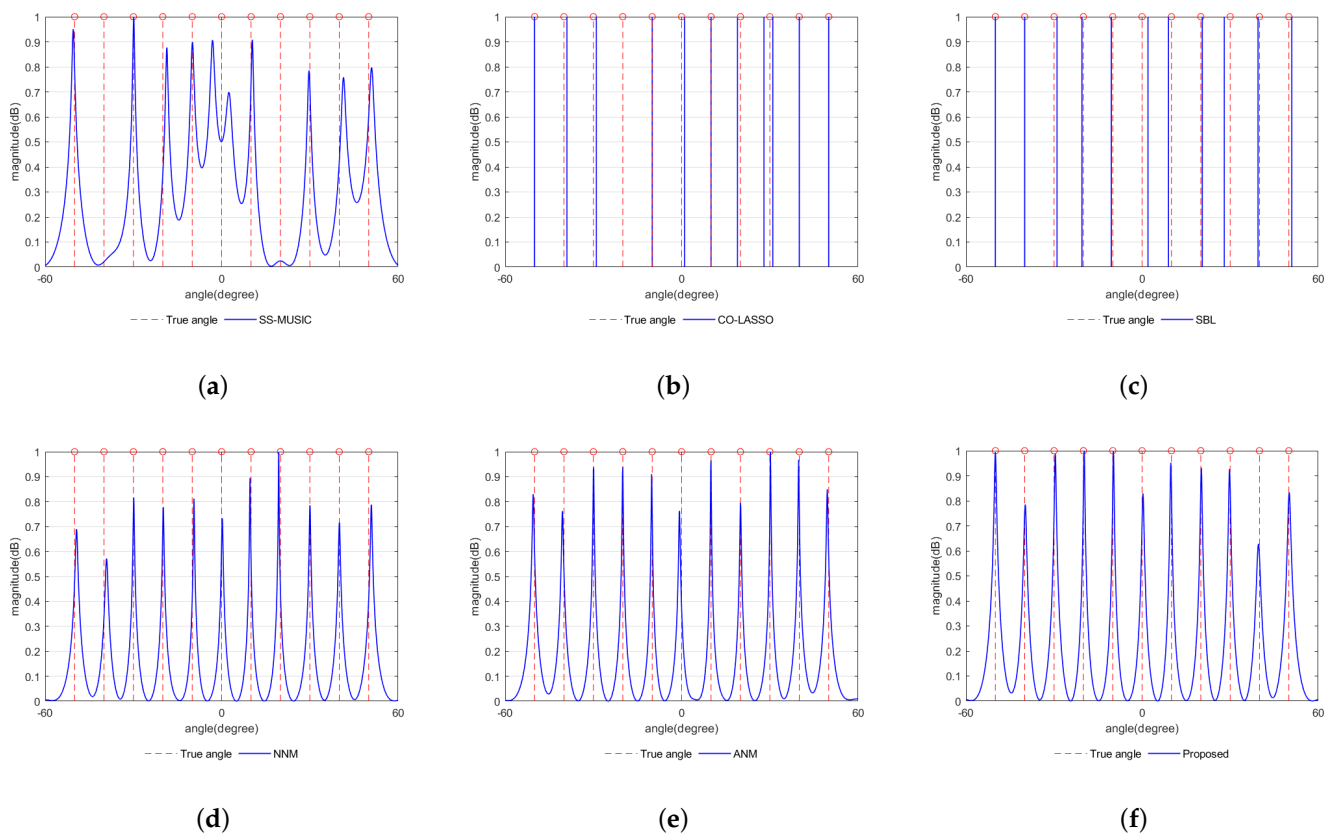 1
0.9
0.8
0.7
0.6
0.5
0.4
0.3
0.2
0.1
0
magnitude(dB)
-60 0 60
angle(degree)
True angle SS-MUSIC
(a)
1
0.9
0.8
0.7
0.6
0.5
0.4
0.3
0.2
0.1
0
magnitude(dB)
-60 0 60
angle(degree)
True angle CO-LASSO
(b)
1
0.9
0.8
0.7
0.6
0.5
0.4
0.3
0.2
0.1
0
magnitude(dB)
-60 0 60
angle(degree)
True angle SBL
(c)
1
0.9
0.8
0.7
0.6
0.5
0.4
0.3
0.2
0.1
0
magnitude(dB)
-60 0 60
angle(degree)
True angle NNM
(d)
1
0.9
0.8
0.7
0.6
0.5
0.4
0.3
0.2
0.1
0
magnitude(dB)
-60 0 60
angle(degree)
True angle ANM
(e)
1
0.9
0.8
0.7
0.6
0.5
0.4
0.3
0.2
0.1
0
magnitude(dB)
-60 0 60
angle(degree)
True angle Proposed
(f)